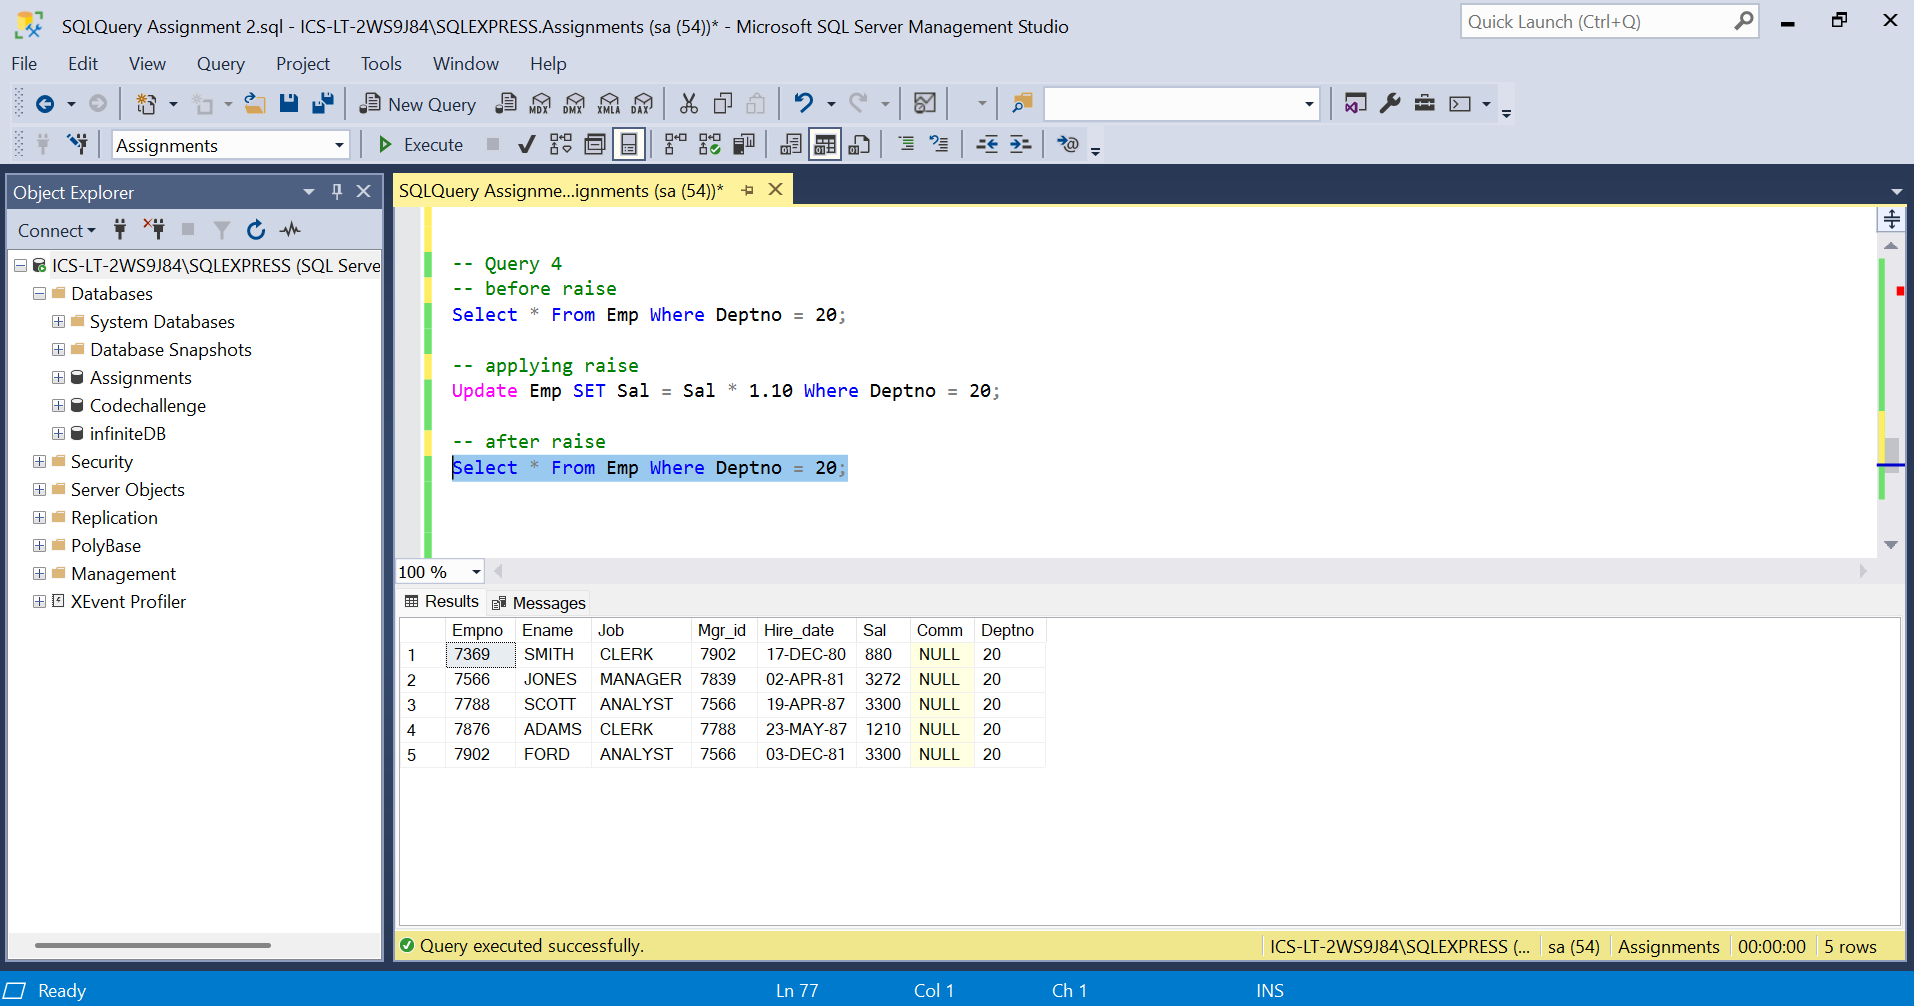 SQLQuery Assignment 2.sql - ICS-LT-2WS9J84\SQLEXPRESS.Assignments (sa (54))* - Microsoft SQL Server Management Studio
Quick Launch (Ctrl+Q)
File Edit View Query Project Tools Window Help
New Query MDX DMX XMLA DAX
Assignments Execute
Object Explorer
SQLQuery Assignme...ignments (sa (54))*
Connect
ICS-LT-2WS9J84\SQLEXPRESS (SQL Serve
Databases
System Databases
Database Snapshots
Assignments
Codechallenge
infiniteDB
Security
Server Objects
Replication
PolyBase
Management
XEvent Profiler
-- Query 4
-- before raise
Select * From Emp Where Deptno = 20;
-- applying raise
Update Emp SET Sal = Sal * 1.10 Where Deptno = 20;
-- after raise
Select * From Emp Where Deptno = 20;
100 %
Results Messages
Empno Ename Job Mgr_id Hire_date Sal Comm Deptno
1 7369 SMITH CLERK 7902 17-DEC-80 880 NULL 20
2 7566 JONES MANAGER 7839 02-APR-81 3272 NULL 20
3 7788 SCOTT ANALYST 7566 19-APR-87 3300 NULL 20
4 7876 ADAMS CLERK 7788 23-MAY-87 1210 NULL 20
5 7902 FORD ANALYST 7566 03-DEC-81 3300 NULL 20
Query executed successfully. ICS-LT-2WS9J84\SQLEXPRESS (... sa (54) Assignments 00:00:00 5 rows
Ready Ln 77 Col 1 Ch 1 INS